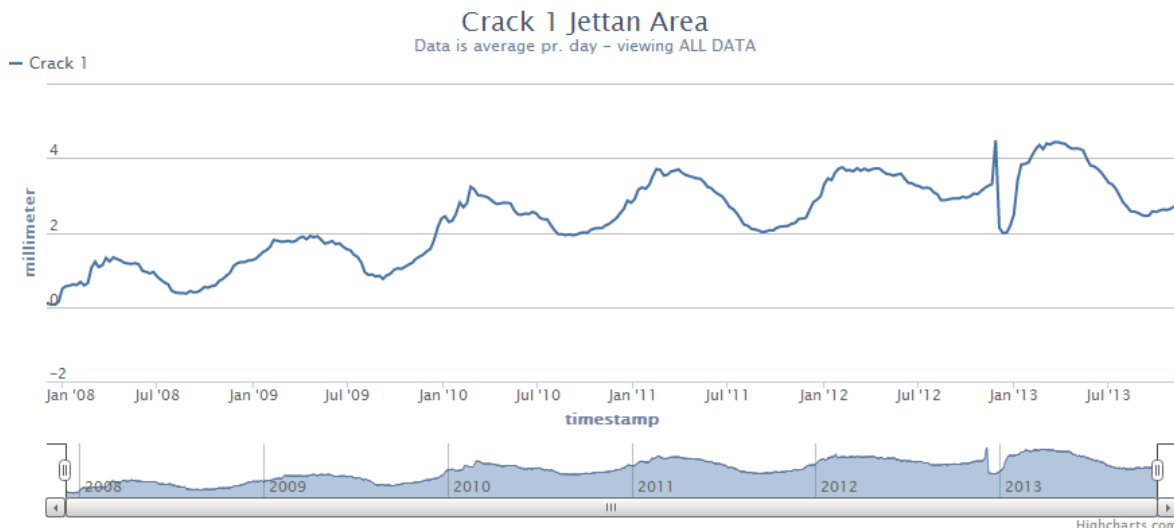 Crack 1 Jettan Area
Data is average pr. day – viewing ALL DATA
Crack 1
4
2
0
-2
millimeter
Jan '08 Jul '08 Jan '09 Jul '09 Jan '10 Jul '10 Jan '11 Jul '11 Jan '12 Jul '12 Jan '13 Jul '13
timestamp
2008 2009 2010 2011 2012 2013
Highcharts.com